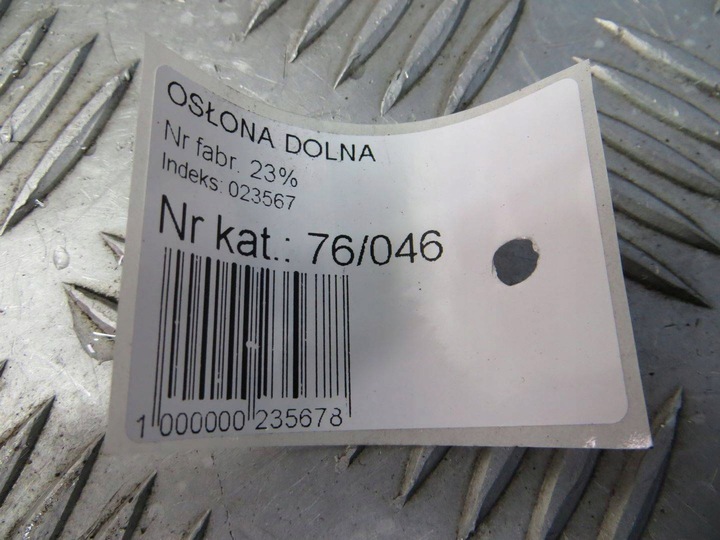 OSŁONA DOLNA
Nr fabr. 23%
Indeks: 023567
Nr kat.: 76/046
1 000000 235678